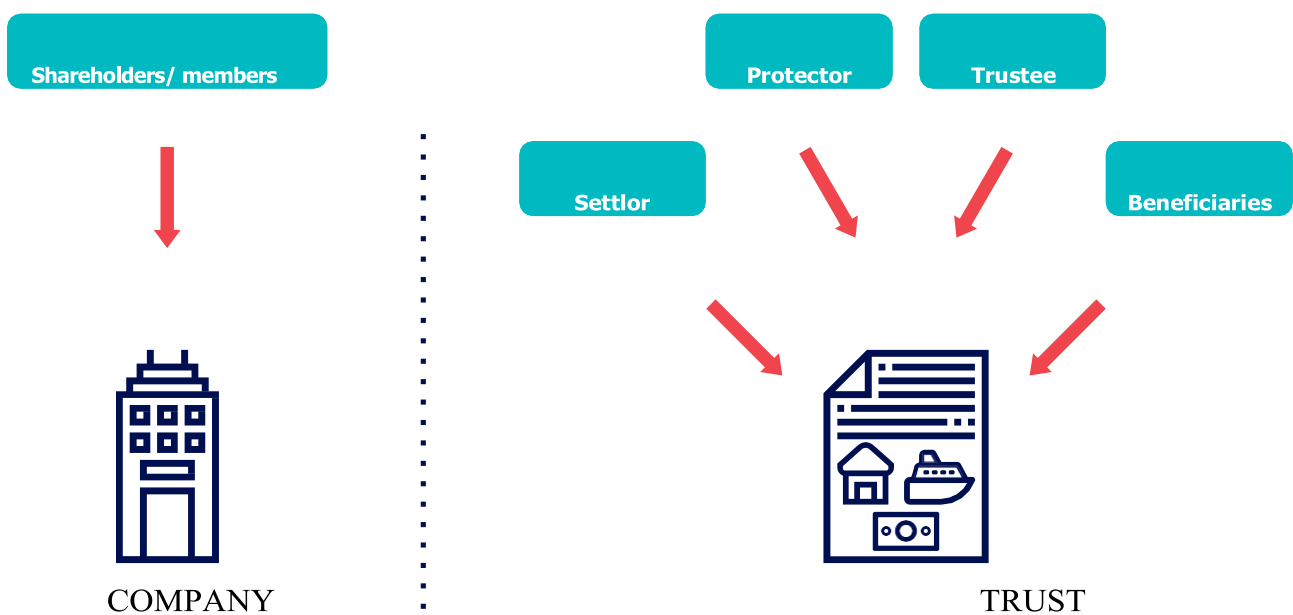 Shareholders/ members
Protector
Trustee
Settlor
Beneficiaries
COMPANY
TRUST